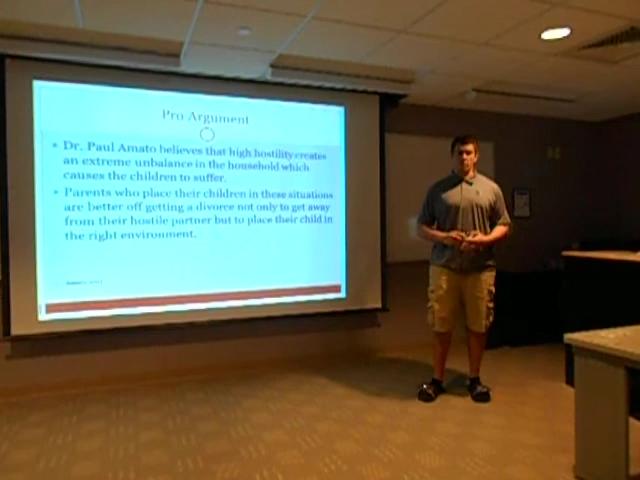 Pro Argument
Dr. Paul Amato believes that high hostility creates
an extreme unbalance in the household which
causes the children to suffer.
Parents who place their children in these situations
are better off getting a divorce not only to get away
from their hostile partner but to place their child in
the right environment.